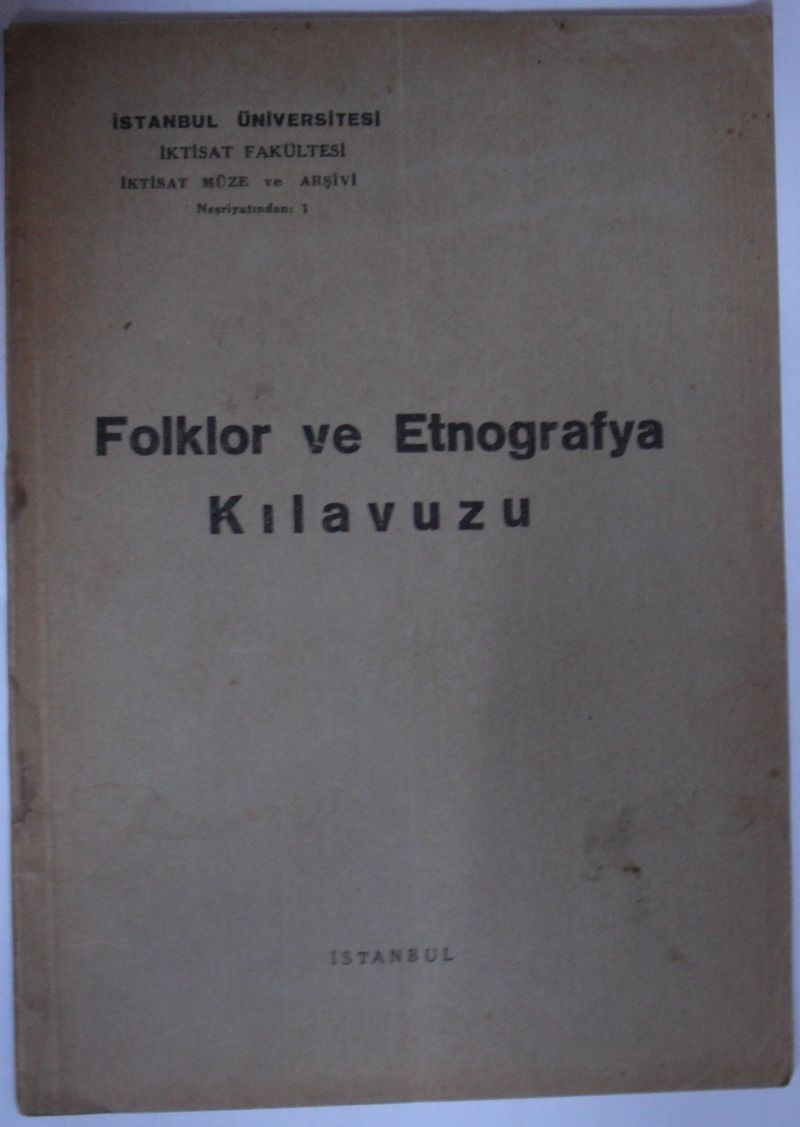 İSTANBUL ÜNİVERSİTESİ
İKTİSAT FAKÜLTESİ
İKTİSAT MÜZE ve ARŞİVİ
Neşriyatından: 1
Folklor ve Etnografya
Kılavuzu
İSTANBUL